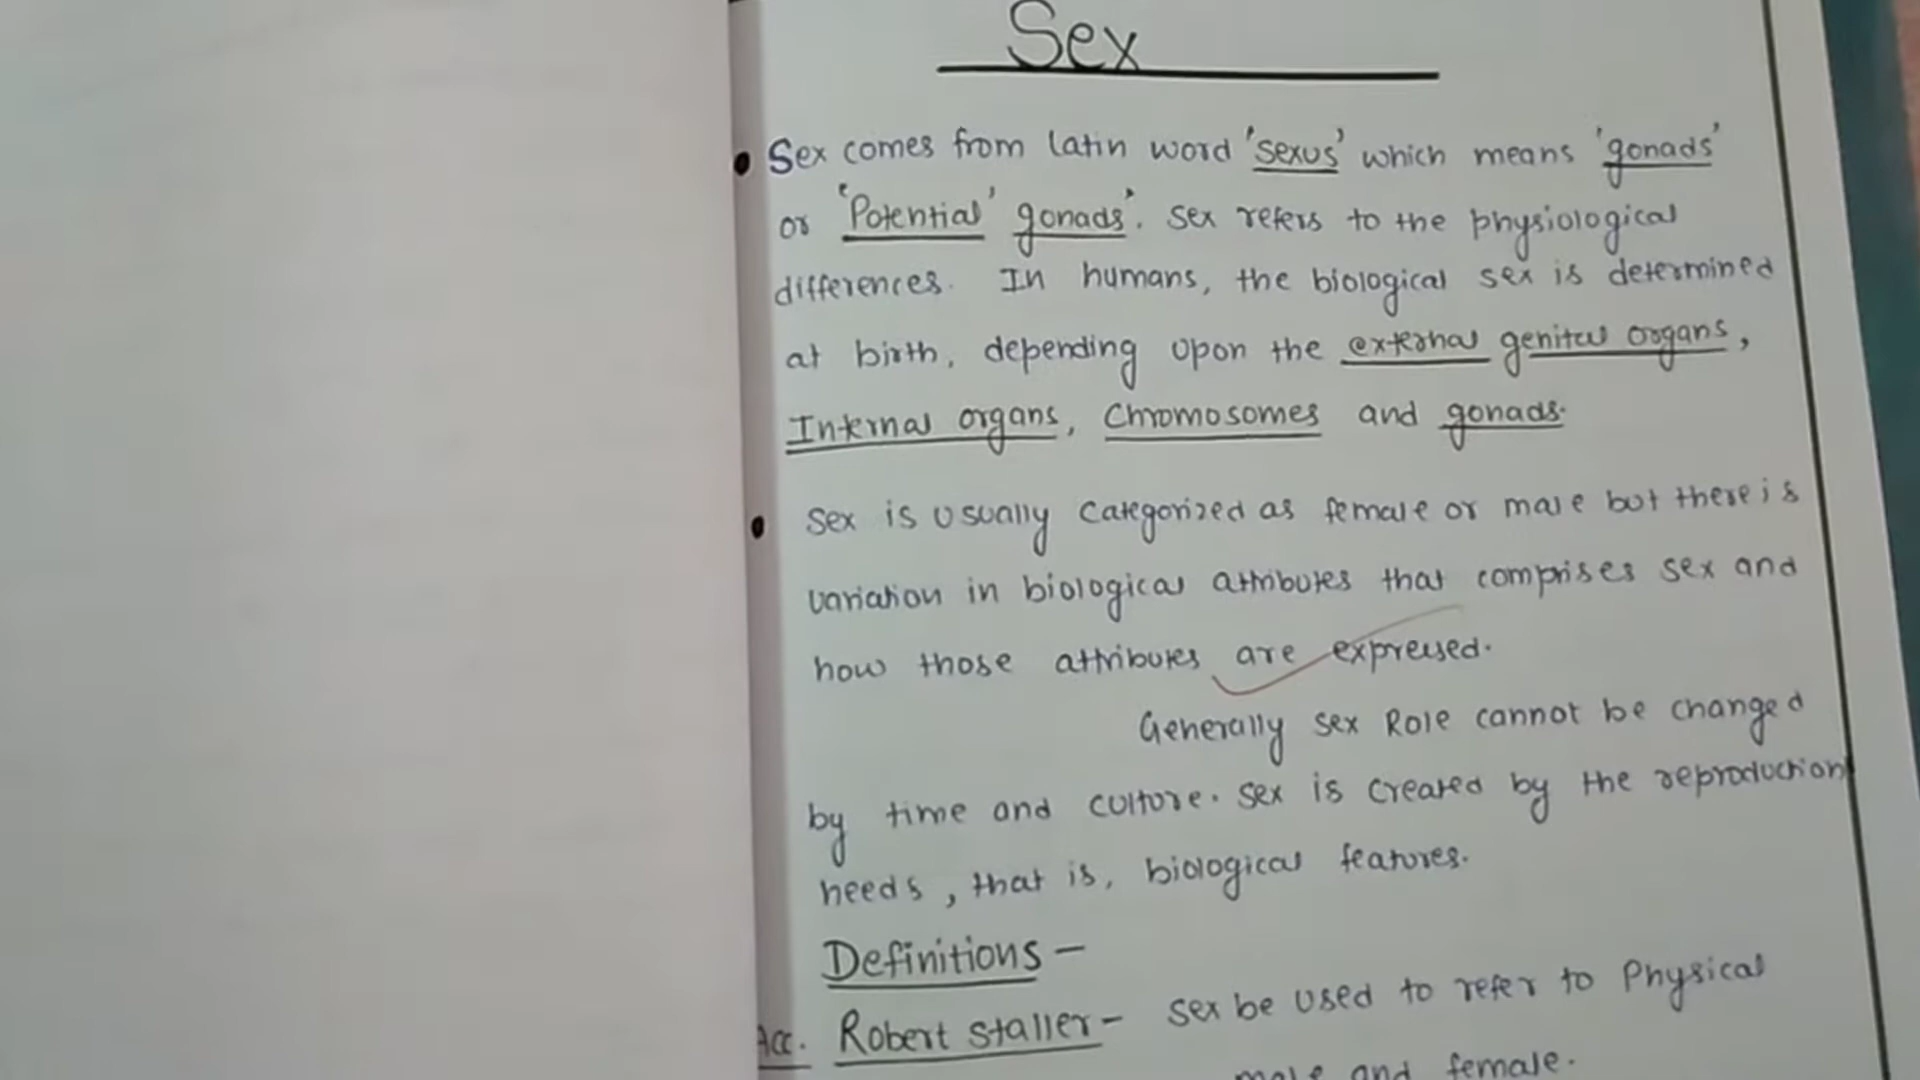 Sex
• Sex comes from latin word 'sexus' which means 'gonads'
or 'Potential' gonads'. Sex refers to the physiological
differences. In humans, the biological sex is determined
at birth, depending upon the external genital organs,
Internal organs, Chromosomes and gonads.
• Sex is usually categorized as female or male but there is
variation in biological attributes that comprises sex and
how those attributes are expressed.
Generally sex Role cannot be changed
by time and culture. Sex is created by the reproduction
needs, that is, biological features.
Definitions -
Acc. Robert Staller - Sex be used to refer to Physical
male and female.